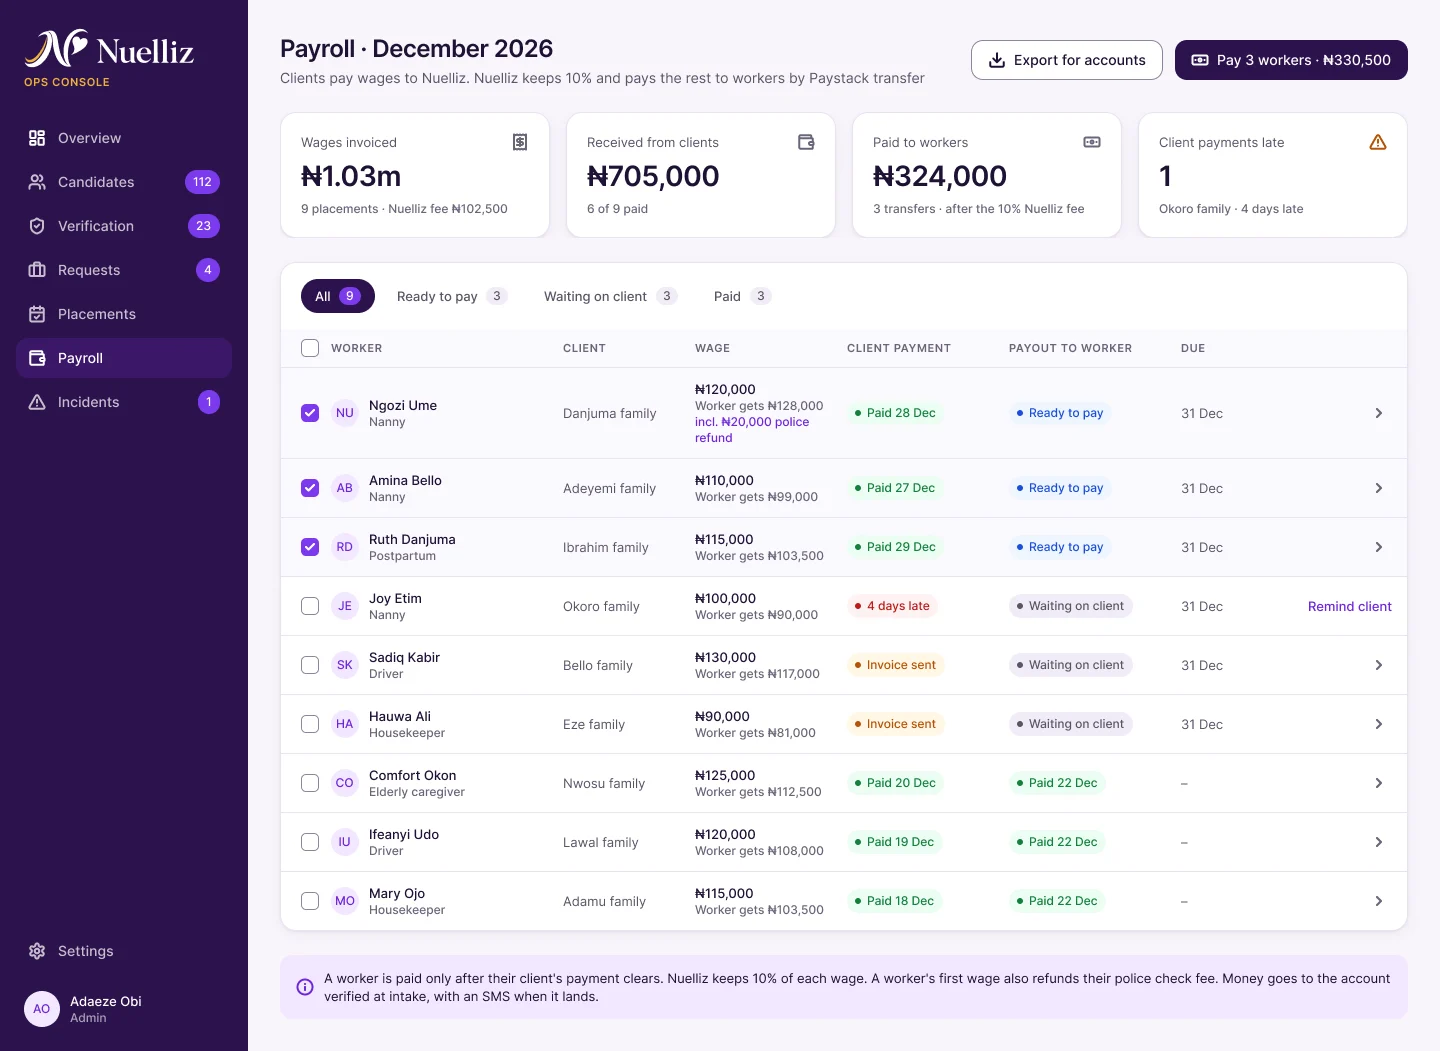 Nuelliz
OPS CONSOLE
Overview
Candidates 112
Verification 23
Requests 4
Placements
Payroll
Incidents 1
Settings
AO
Adaeze Obi
Admin
Payroll · December 2026
Clients pay wages to Nuelliz. Nuelliz keeps 10% and pays the rest to workers by Paystack transfer
Export for accounts
Pay 3 workers · ₦330,500
Wages invoiced
₦1.03m
9 placements · Nuelliz fee ₦102,500
Received from clients
₦705,000
6 of 9 paid
Paid to workers
₦324,000
3 transfers · after the 10% Nuelliz fee
Client payments late
1
Okoro family · 4 days late
All 9 Ready to pay 3 Waiting on client 3 Paid 3
WORKER CLIENT WAGE CLIENT PAYMENT PAYOUT TO WORKER DUE
NU
Ngozi Ume
Nanny
Danjuma family
₦120,000
Worker gets ₦128,000
incl. ₦20,000 police
refund
Paid 28 Dec
Ready to pay
31 Dec
AB
Amina Bello
Nanny
Adeyemi family
₦110,000
Worker gets ₦99,000
Paid 27 Dec
Ready to pay
31 Dec
RD
Ruth Danjuma
Postpartum
Ibrahim family
₦115,000
Worker gets ₦103,500
Paid 29 Dec
Ready to pay
31 Dec
JE
Joy Etim
Nanny
Okoro family
₦100,000
Worker gets ₦90,000
4 days late
Waiting on client
31 Dec
Remind client
SK
Sadiq Kabir
Driver
Bello family
₦130,000
Worker gets ₦117,000
Invoice sent
Waiting on client
31 Dec
HA
Hauwa Ali
Housekeeper
Eze family
₦90,000
Worker gets ₦81,000
Invoice sent
Waiting on client
31 Dec
CO
Comfort Okon
Elderly caregiver
Nwosu family
₦125,000
Worker gets ₦112,500
Paid 20 Dec
Paid 22 Dec
–
IU
Ifeanyi Udo
Driver
Lawal family
₦120,000
Worker gets ₦108,000
Paid 19 Dec
Paid 22 Dec
–
MO
Mary Ojo
Housekeeper
Adamu family
₦115,000
Worker gets ₦103,500
Paid 18 Dec
Paid 22 Dec
–
A worker is paid only after their client's payment clears. Nuelliz keeps 10% of each wage. A worker's first wage also refunds their police check fee. Money goes to the account
verified at intake, with an SMS when it lands.